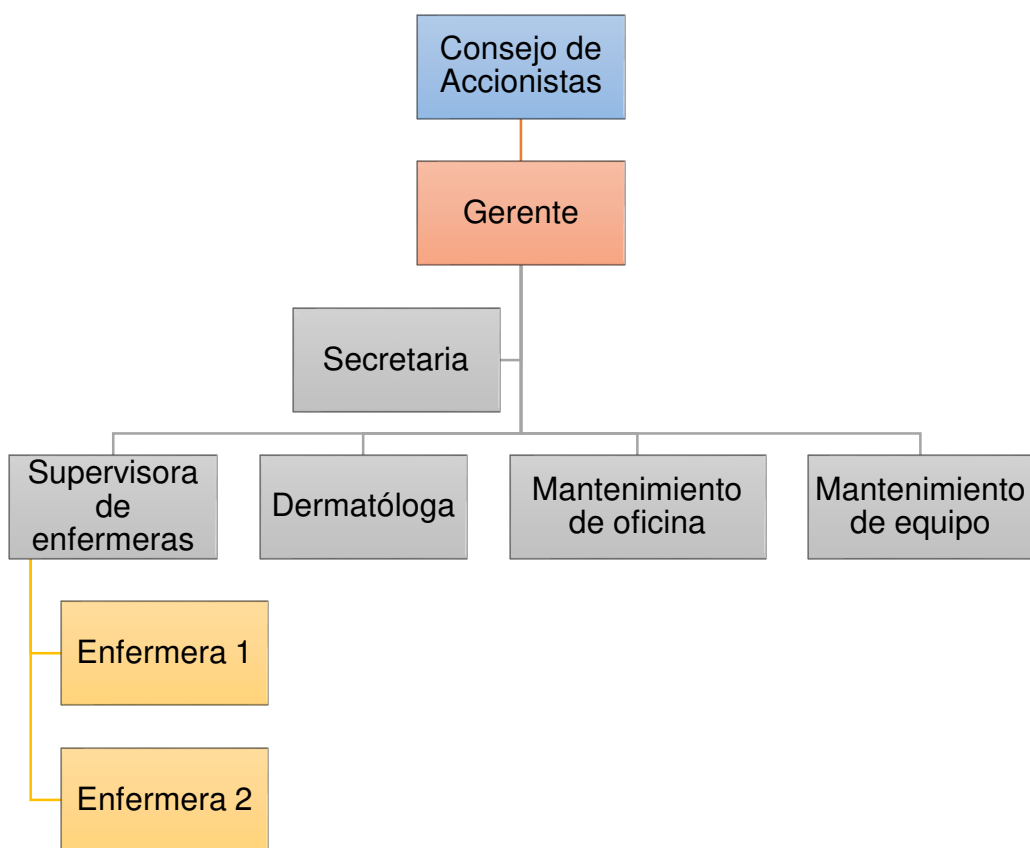 Consejo de
Accionistas
Gerente
Secretaria
Supervisora
de
enfermeras
Dermatóloga
Mantenimiento
de oficina
Mantenimiento
de equipo
Enfermera 1
Enfermera 2